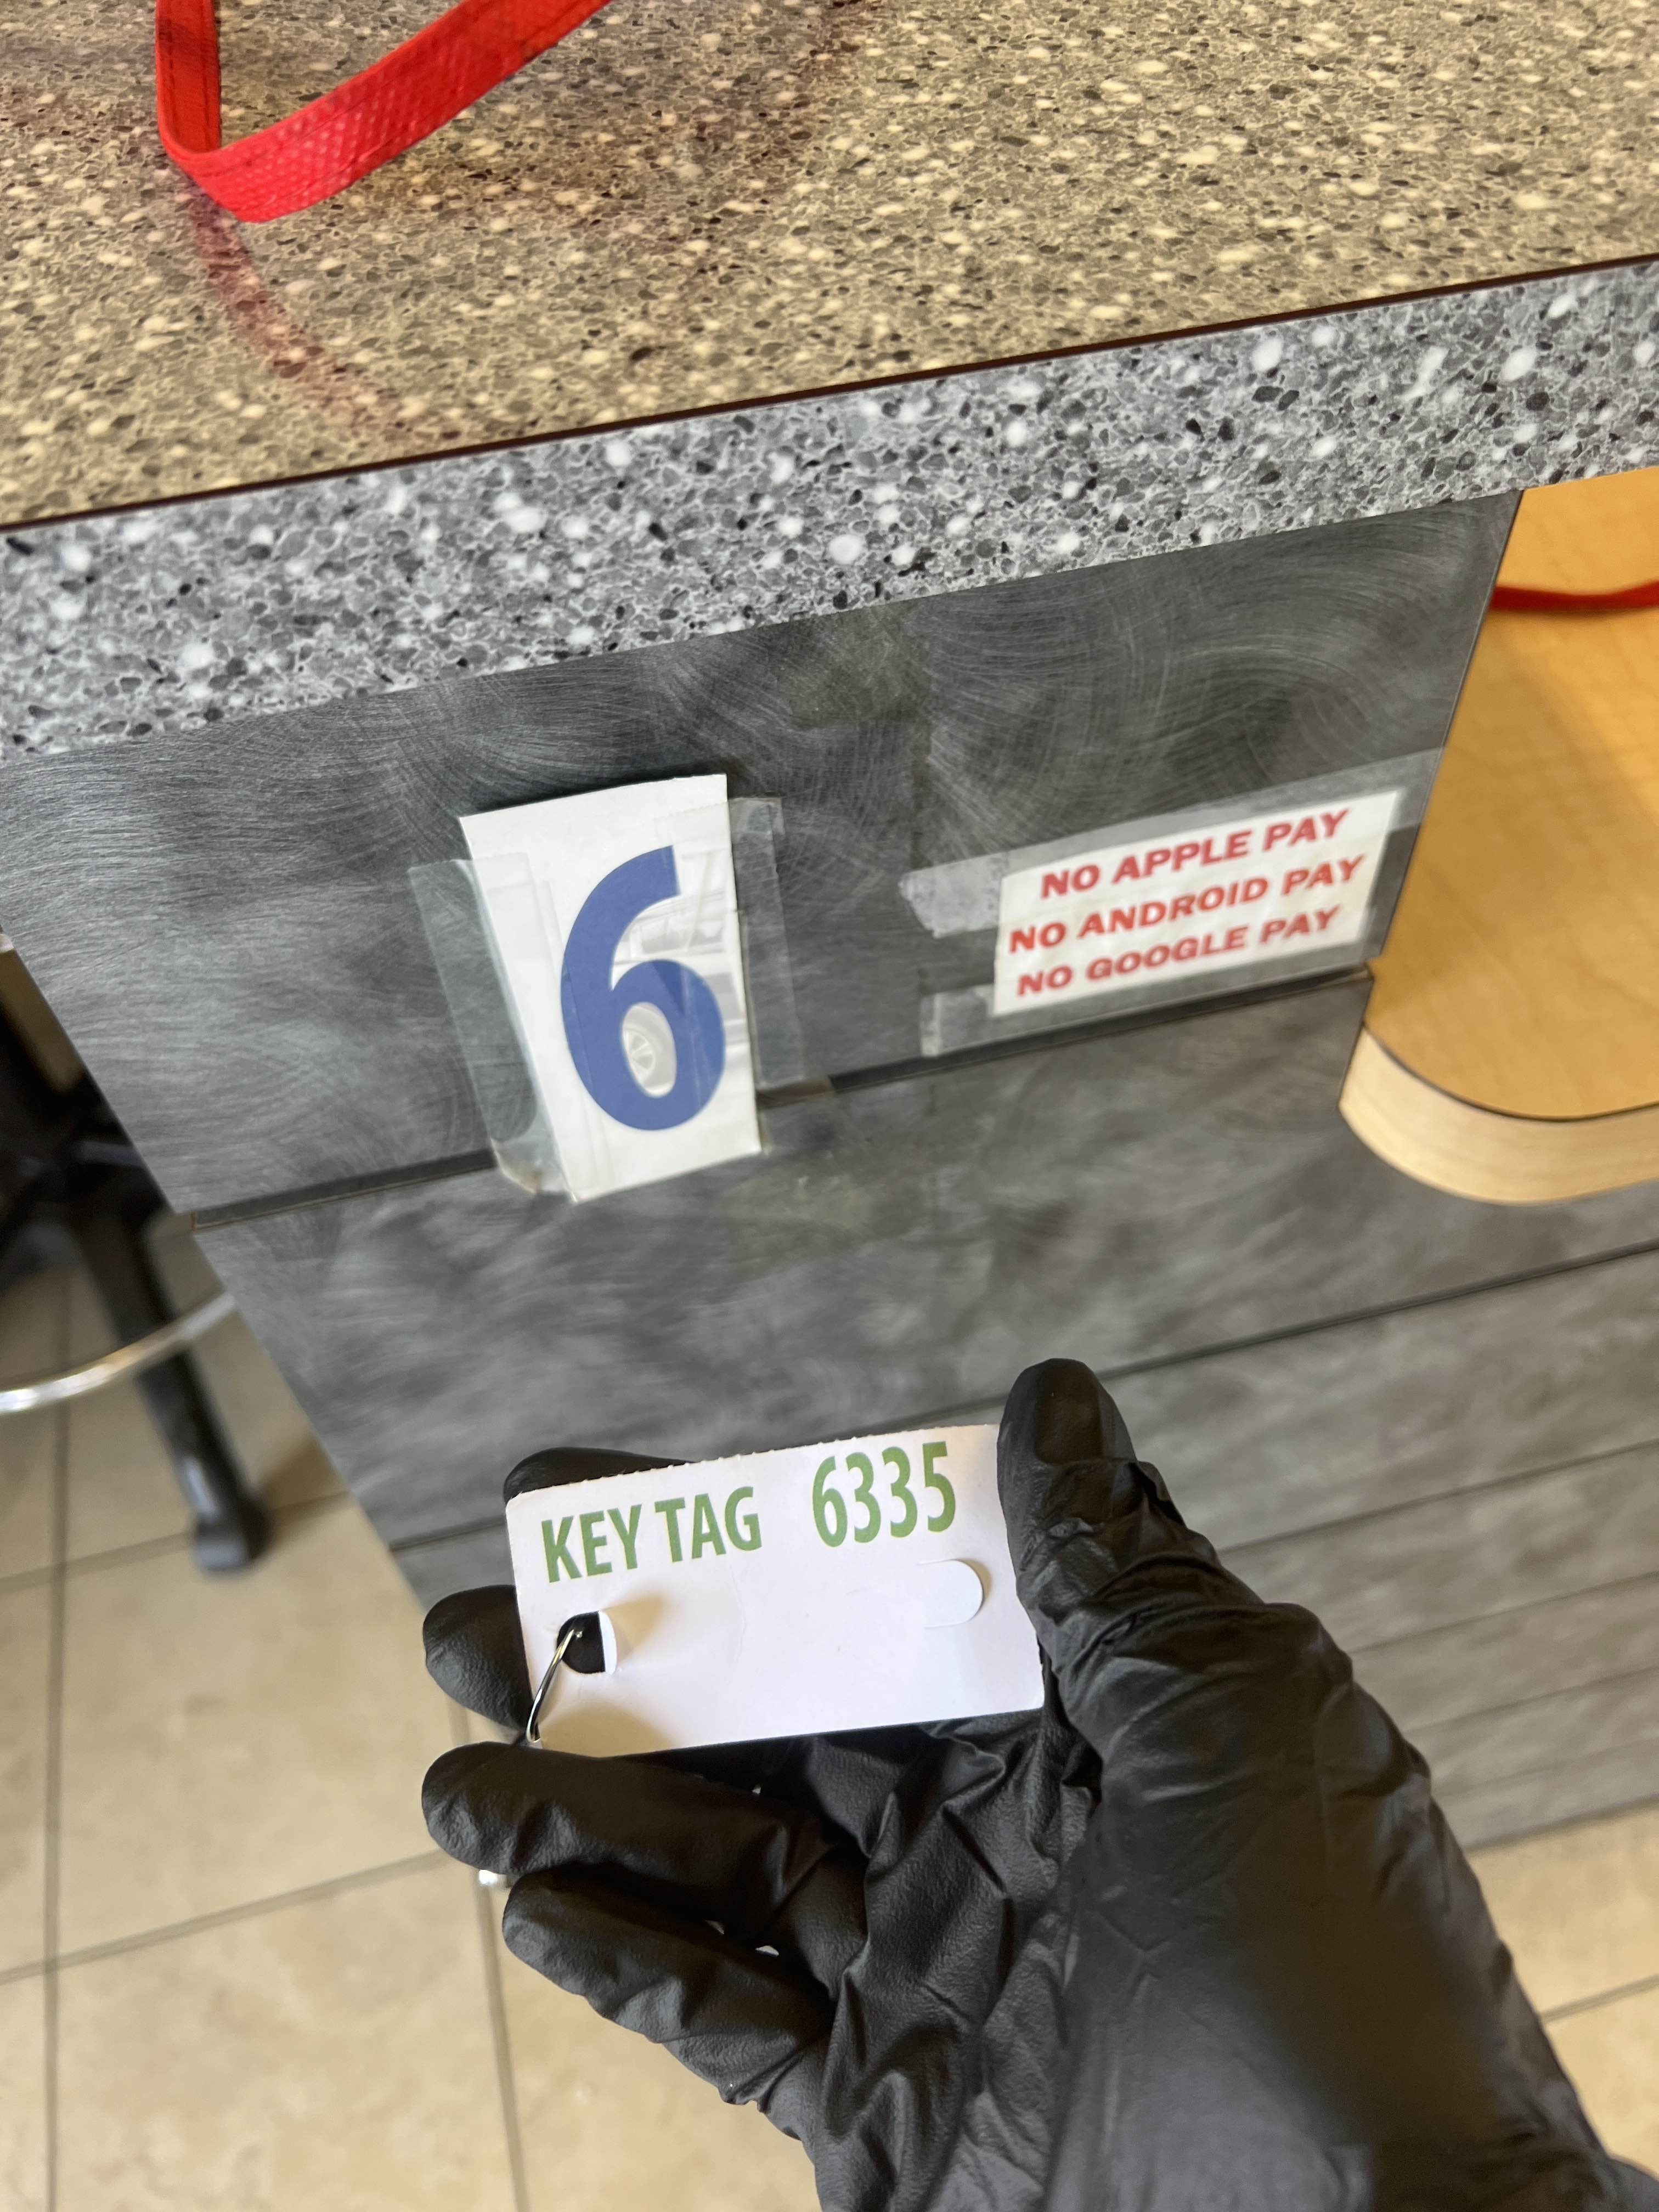 6
NO APPLE PAY
NO ANDROID PAY
NO GOOGLE PAY
KEY TAG 6335